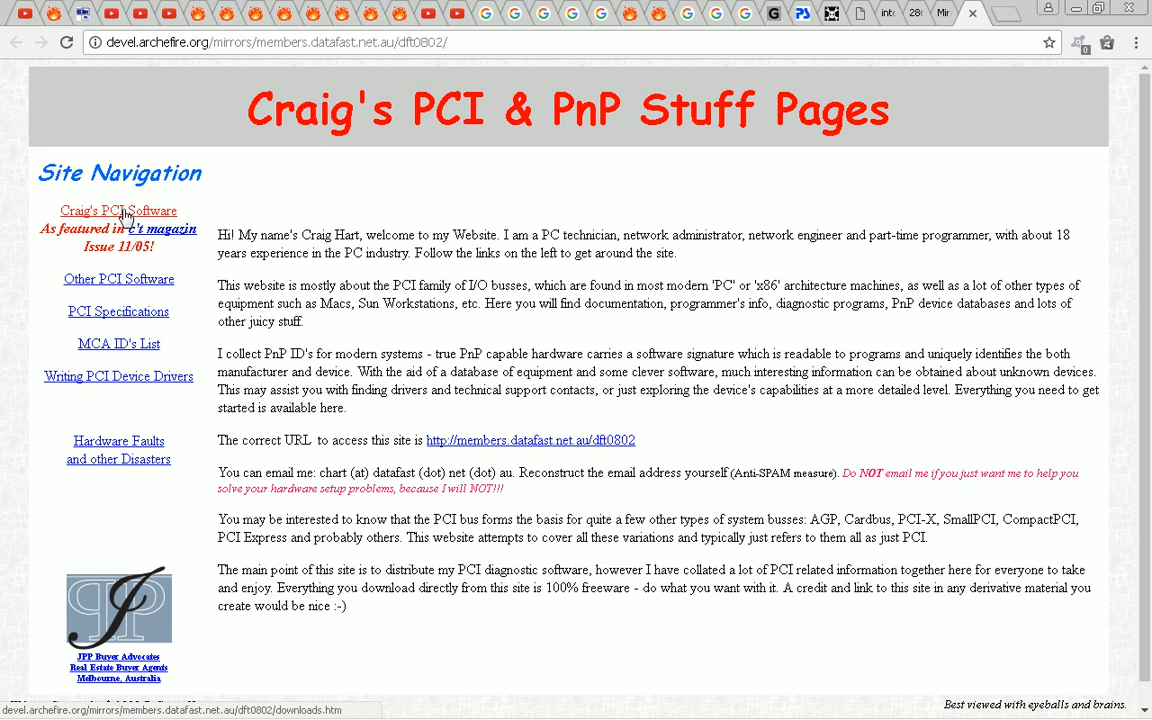 int
28(
Mir
devel.archefire.org/mirrors/members.datafast.net.au/dft0802/
0
Craig's PCI & PnP Stuff Pages
Site Navigation
Craig's PCI Software
As featured in c't magazin
Issue 11/05!
Other PCI Software
PCI Specifications
MCA ID's List
Writing PCI Device Drivers
Hardware Faults
and other Disasters
JPP Buyer Advocates
Real Estate Buyer Agents
Melbourne, Australia
Hi! My name's Craig Hart, welcome to my Website. I am a PC technician, network administrator, network engineer and part-time programmer, with about 18
years experience in the PC industry. Follow the links on the left to get around the site.
This website is mostly about the PCI family of I/O busses, which are found in most modern 'PC' or 'x86' architecture machines, as well as a lot of other types of
equipment such as Macs, Sun Workstations, etc. Here you will find documentation, programmer's info, diagnostic programs, PnP device databases and lots of
other juicy stuff.
I collect PnP ID's for modern systems - true PnP capable hardware carries a software signature which is readable to programs and uniquely identifies the both
manufacturer and device. With the aid of a database of equipment and some clever software, much interesting information can be obtained about unknown devices.
This may assist you with finding drivers and technical support contacts, or just exploring the device's capabilities at a more detailed level. Everything you need to get
started is available here.
The correct URL to access this site is http://members.datafast.net.au/dft0802
You can email me: chart (at) datafast (dot) net (dot) au. Reconstruct the email address yourself (Anti-SPAM measure). Do NOT email me if you just want me to help you
solve your hardware setup problems, because I will NOT!!!
You may be interested to know that the PCI bus forms the basis for quite a few other types of system busses: AGP, Cardbus, PCI-X, SmallPCI, CompactPCI,
PCI Express and probably others. This website attempts to cover all these variations and typically just refers to them all as just PCI.
The main point of this site is to distribute my PCI diagnostic software, however I have collated a lot of PCI related information together here for everyone to take
and enjoy. Everything you download directly from this site is 100% freeware - do what you want with it. A credit and link to this site in any derivative material you
create would be nice :-)
Best viewed with eyeballs and brains.
devel.archefire.org/mirrors/members.datafast.net.au/dft0802/downloads.htm